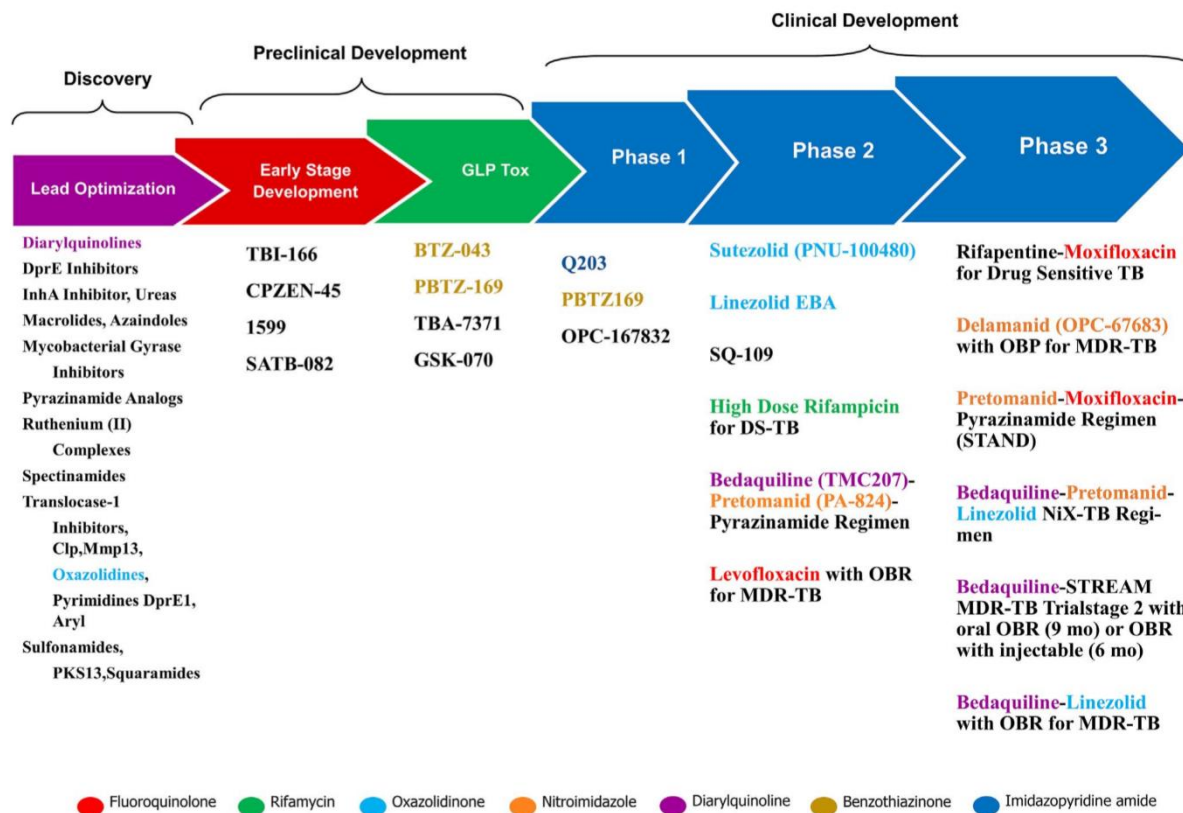 Clinical Development
Preclinical Development
Discovery
Lead Optimization
Early Stage
Development
GLP Tox
Phase 1
Phase 2
Phase 3
Diarylquinolines
DprE Inhibitors
InhA Inhibitor, Ureas
Macrolides, Azaindoles
Mycobacterial Gyrase
Inhibitors
Pyrazinamide Analogs
Ruthenium (II)
Complexes
Spectinamides
Translocase-1
Inhibitors,
Clp,Mmp13,
Oxazolidines,
Pyrimidines DprE1,
Aryl
Sulfonamides,
PKS13,Squaramides
TBI-166
CPZEN-45
1599
SATB-082
BTZ-043
PBTZ-169
TBA-7371
GSK-070
Q203
PBTZ169
OPC-167832
Sutezolid (PNU-100480)
Linezolid EBA
SQ-109
High Dose Rifampicin
for DS-TB
Bedaquiline (TMC207)-
Pretomanid (PA-824)-
Pyrazinamide Regimen
Levofloxacin with OBR
for MDR-TB
Rifapentine-Moxifloxacin
for Drug Sensitive TB
Delamanid (OPC-67683)
with OBP for MDR-TB
Pretomanid-Moxifloxacin-
Pyrazinamide Regimen
(STAND)
Bedaquiline-Pretomanid-
Linezolid NiX-TB Regi-
men
Bedaquiline-STREAM
MDR-TB Trialstage 2 with
oral OBR (9 mo) or OBR
with injectable (6 mo)
Bedaquiline-Linezolid
with OBR for MDR-TB
Fluoroquinolone
Rifamycin
Oxazolidinone
Nitroimidazole
Diarylquinoline
Benzothiazinone
Imidazopyridine amide